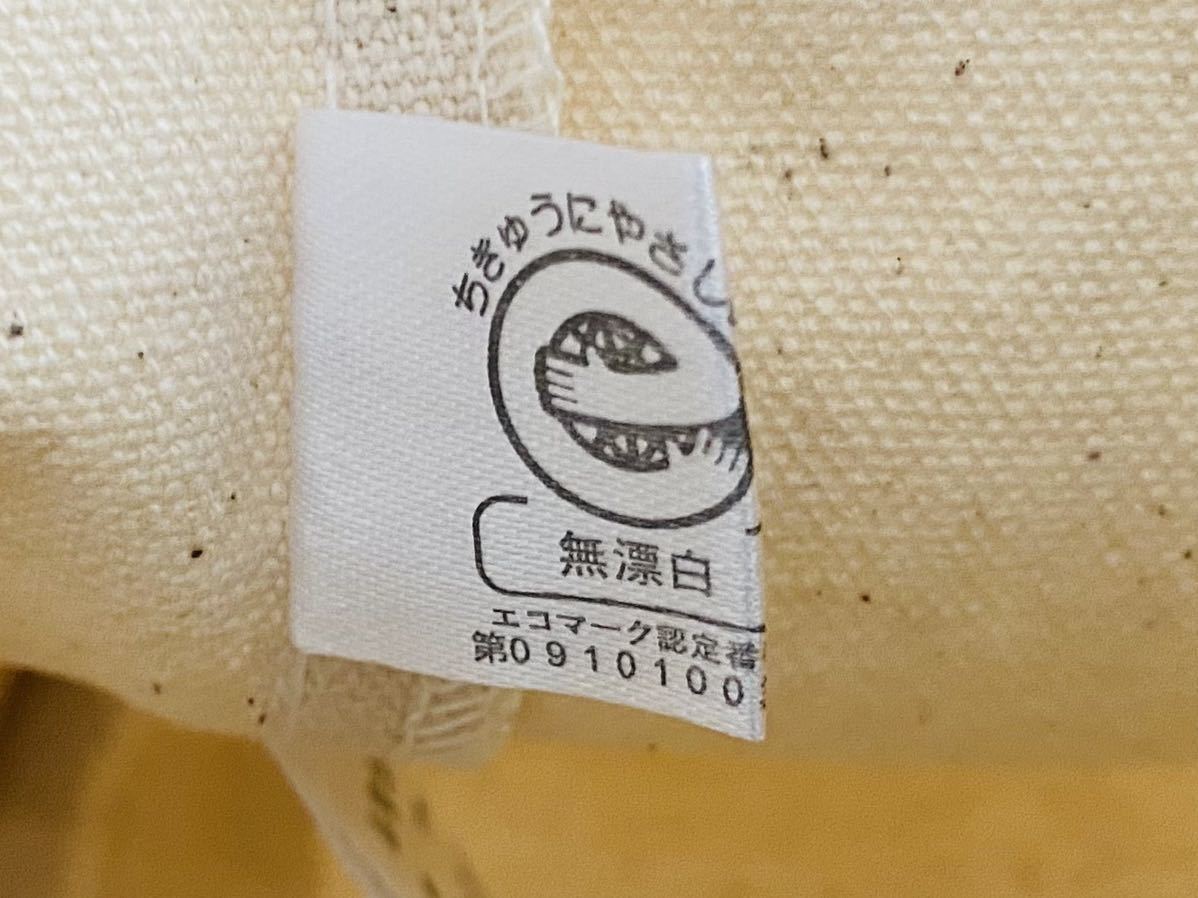 ちきゅうにやさし
無漂白
エコマーク認定番
第0910100